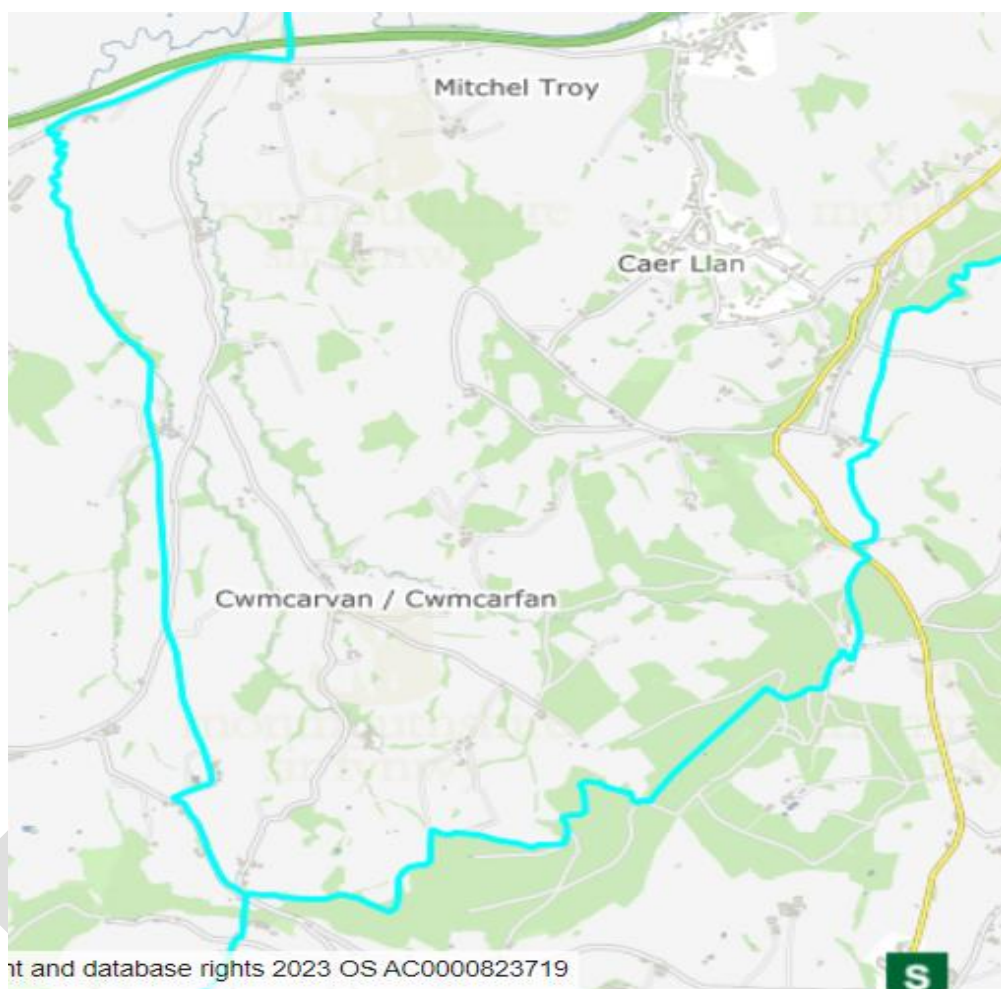 Mitchel Troy
Caer Llan
Cwmcarvan / Cwmcarfan
nt and database rights 2023 OS AC0000823719
S